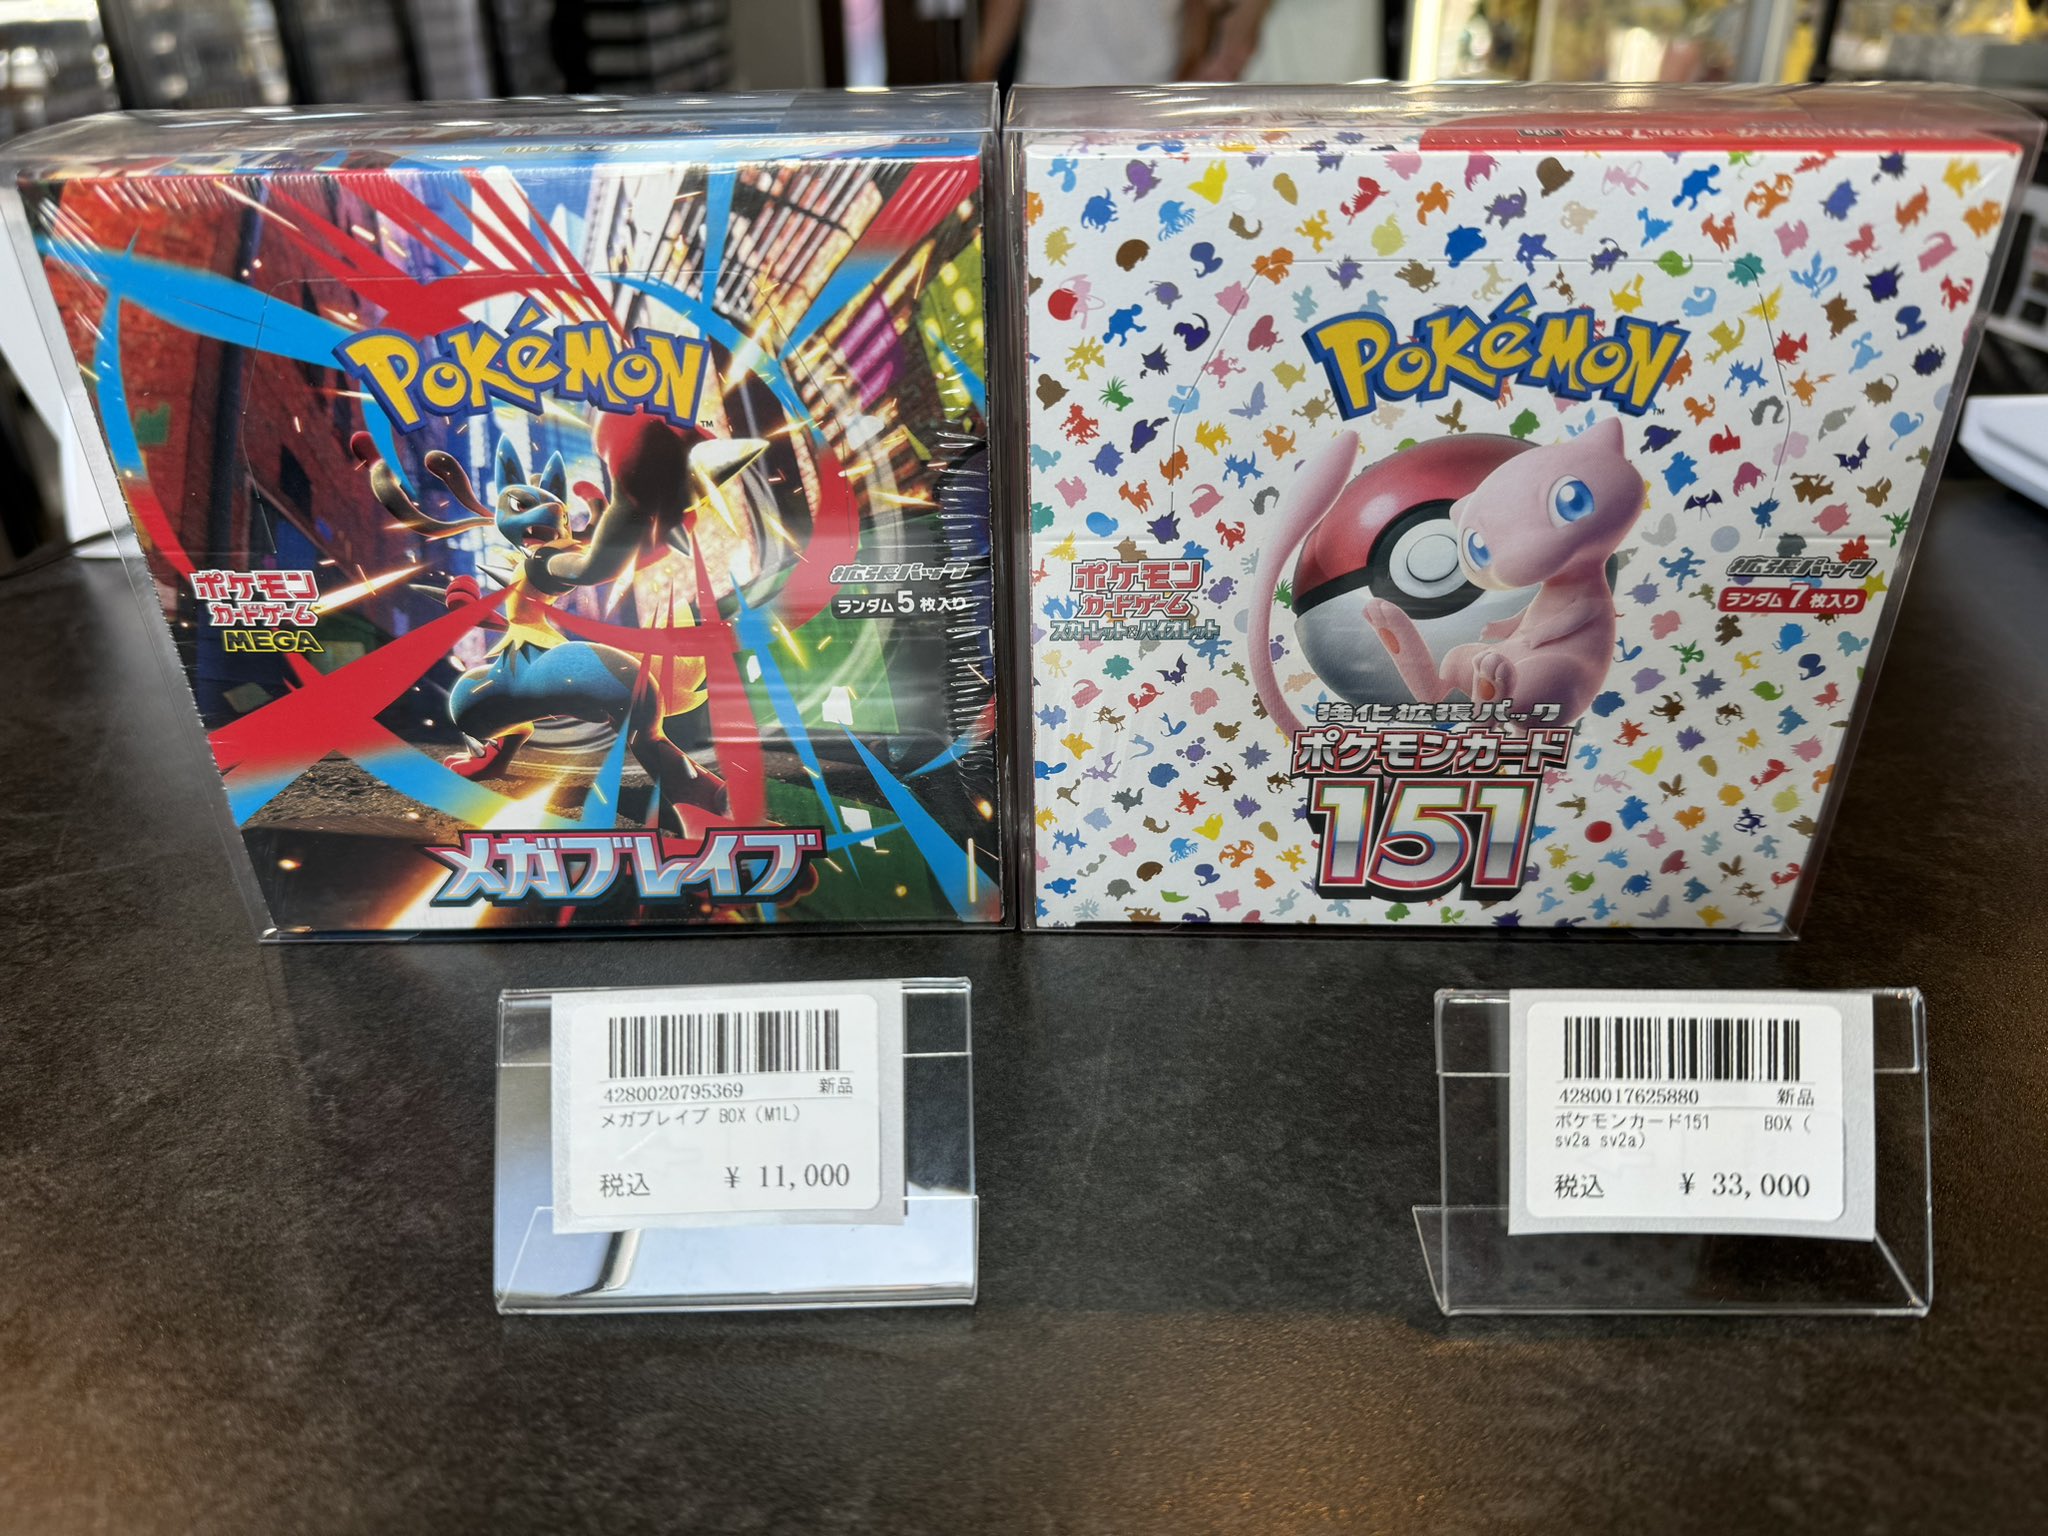 POKéMON
TM
ポケモン
カードゲーム
MEGA
拡張パック
ランダム5枚入り
メガブレイブ
POKéMON
TM
ポケモン
カードゲーム
スカーレット&バイオレット
拡張パック
ランダム7枚入り
強化拡張パック
ポケモンカード
151
4280020795369 新品
メガブレイブ BOX (M1L)
税込 ¥ 11,000
4280017625880 新品
ポケモンカード151 BOX (
sv2a sv2a)
税込 ¥ 33,000